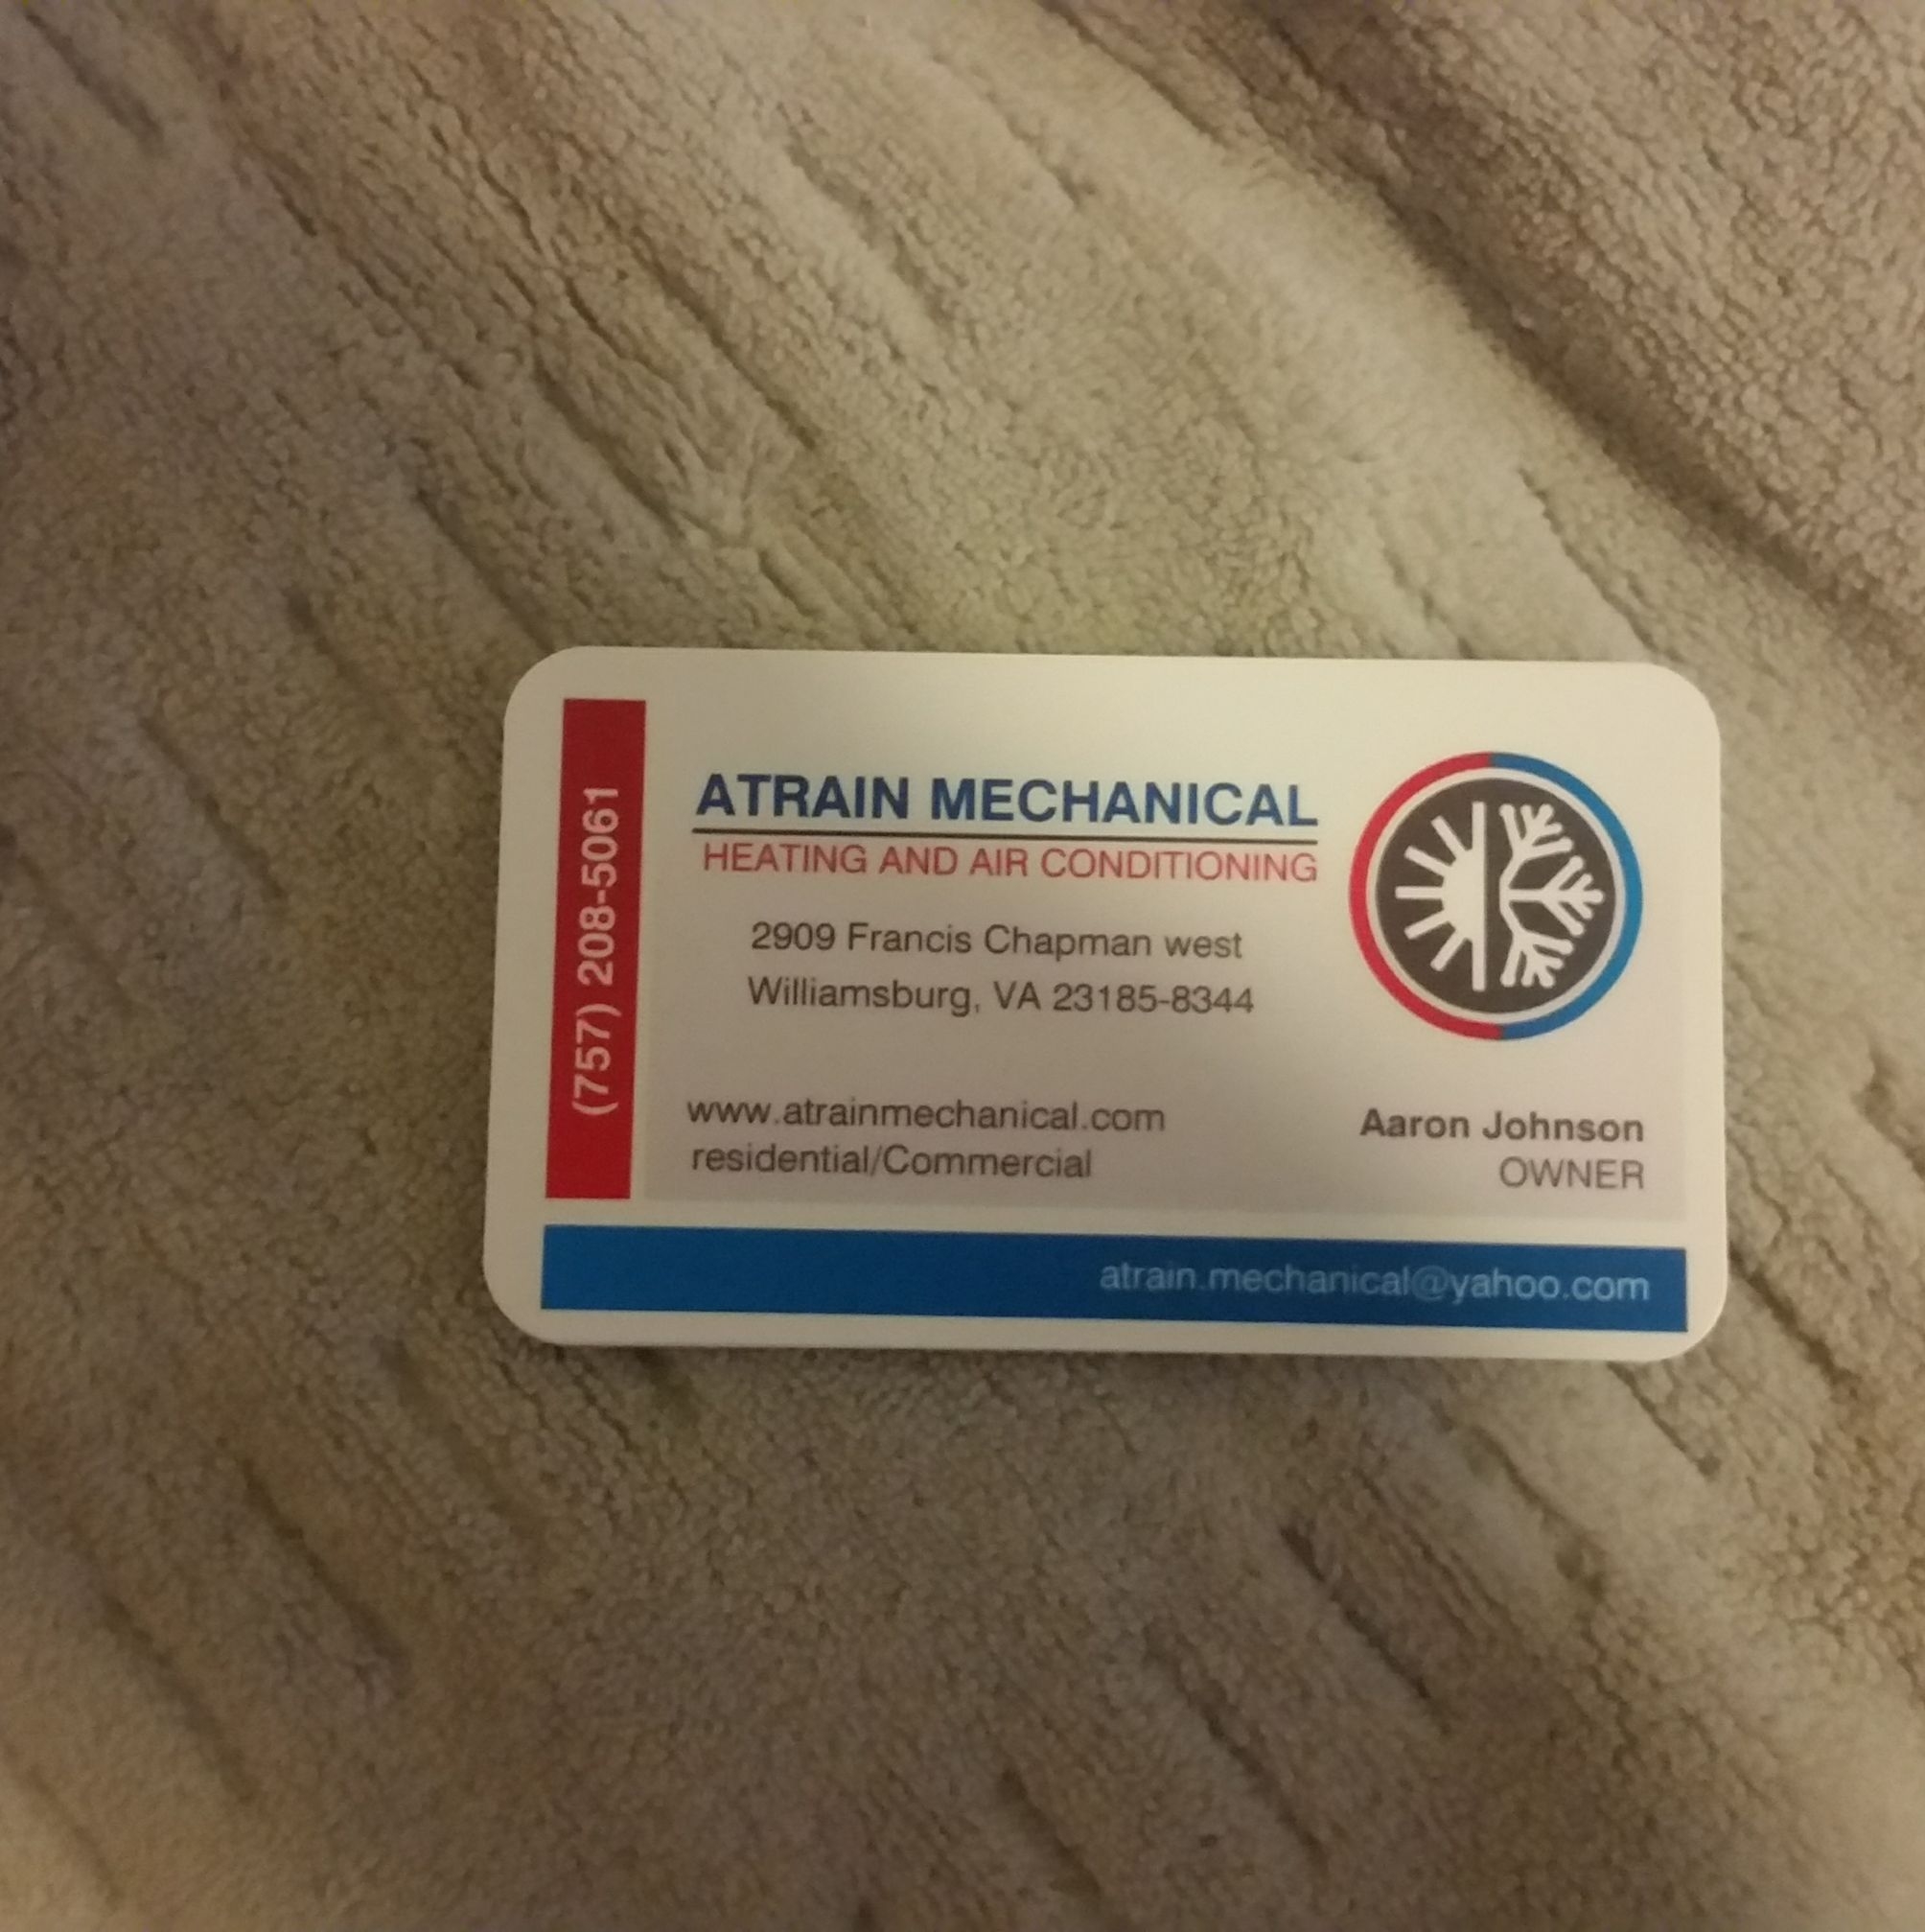 (757) 208-5061
ATRAIN MECHANICAL
HEATING AND AIR CONDITIONING
2909 Francis Chapman west
Williamsburg, VA 23185-8344
www.atrainmechanical.com
residential/Commercial
Aaron Johnson
OWNER
atrain.mechanical@yahoo.com